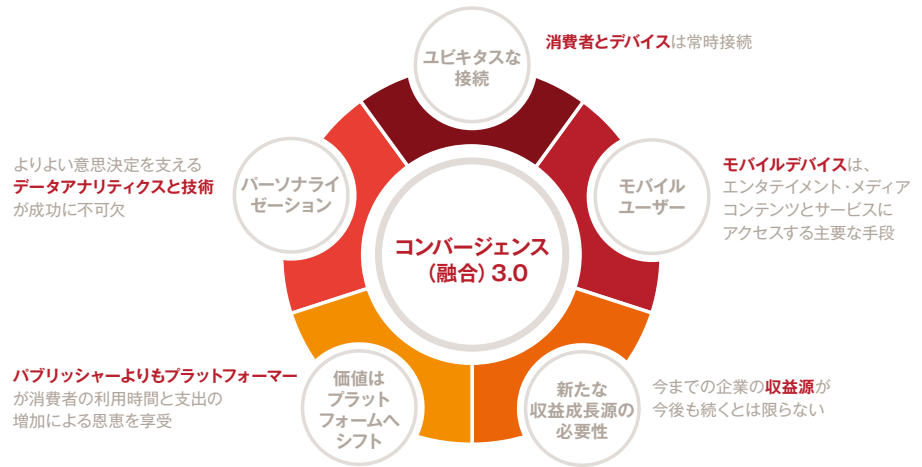 ユビキタスな
接続
消費者とデバイスは常時接続
モバイル
ユーザー
モバイルデバイスは、
エンタテイメント・メディア
コンテンツとサービスに
アクセスする主要な手段
よりよい意思決定を支える
データアナリティクスと技術
が成功に不可欠
パーソナライ
ゼーション
コンバージェンス
（融合）3.0
パブリッシャーよりもプラットフォーマー
が消費者の利用時間と支出の
増加による恩恵を享受
価値は
プラット
フォームへ
シフト
新たな
収益成長源の
必要性
今までの企業の収益源が
今後も続くとは限らない